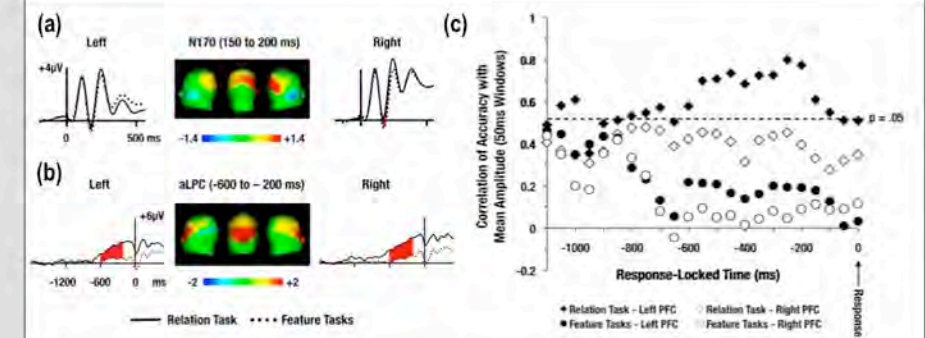 (a)
Left
N170 (150 to 200 ms)
Right
+4μV
0
500 ms
-1.4
+1.4
(b)
Left
aLPC (-600 to – 200 ms)
Right
+6μV
-1200
-600
0
ms
-2
+2
Relation Task
Feature Tasks
(c)
Correlation of Accuracy with
Mean Amplitude (50ms Windows)
1
0.8
0.6
0.4
0.2
0
-0.2
p = .05
-1000
-800
-600
-400
-200
0
Response-Locked Time (ms)
Response
Relation Task - Left PFC
Relation Task - Right PFC
Feature Tasks - Left PFC
Feature Tasks - Right PFC